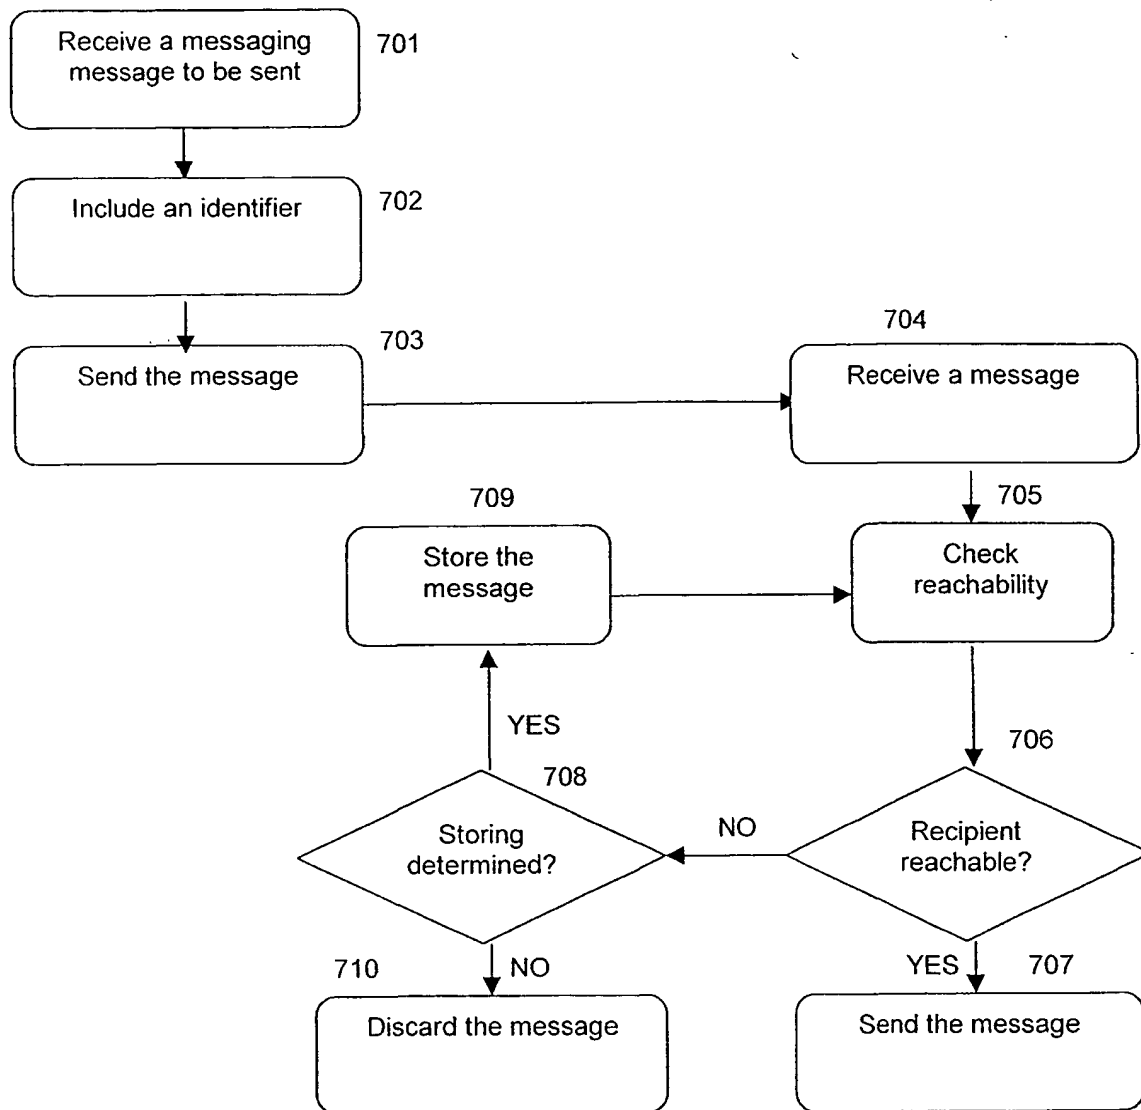 Receive a messaging
message to be sent
701
Include an identifier
702
Send the message
703
704
Receive a message
705
Check
reachability
709
Store the
message
YES
706
708
Storing
determined?
NO
Recipient
reachable?
710
NO
YES
707
Discard the message
Send the message